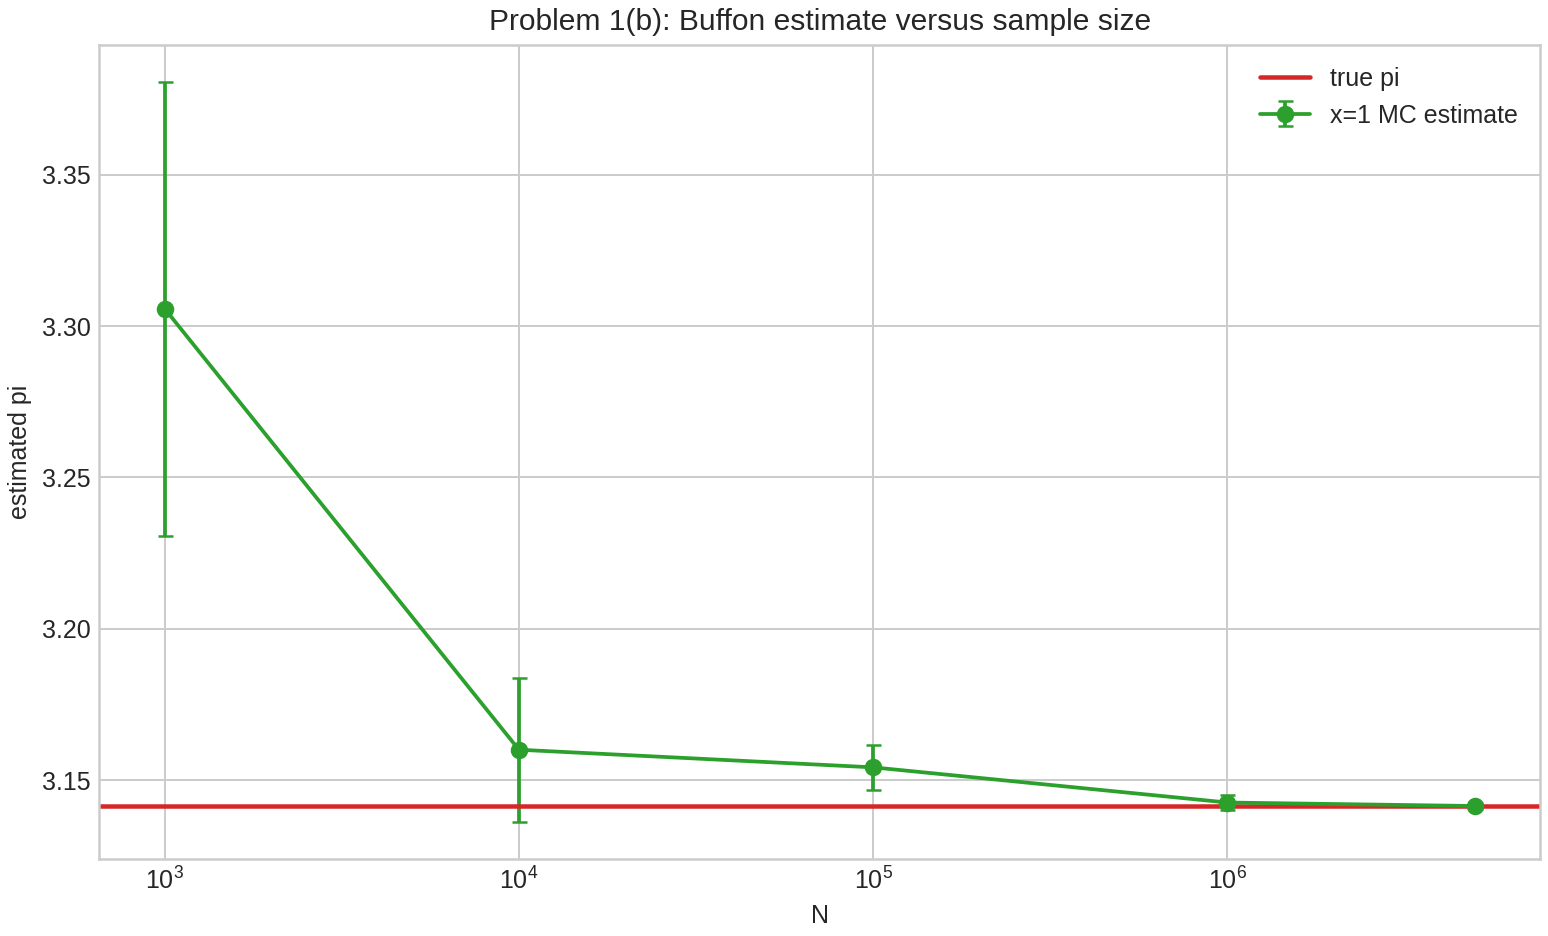 Problem 1(b): Buffon estimate versus sample size
true pi
x=1 MC estimate
3.35
3.30
3.25
3.20
3.15
estimated pi
10³
10⁴
10⁵
10⁶
N